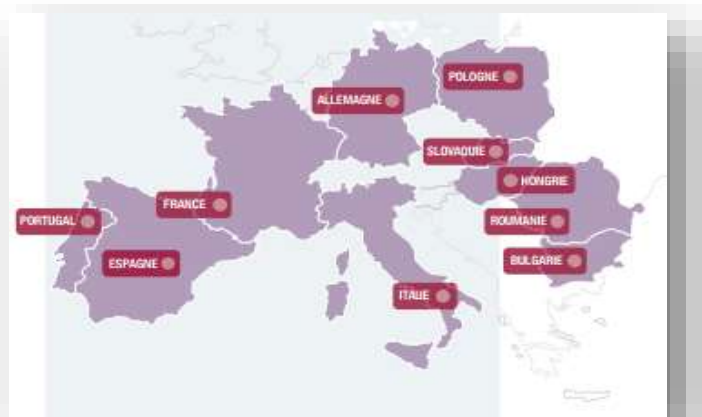 POLOGNE
ALLEMAGNE
SLOVAQUIE
HONGRIE
FRANCE
PORTUGAL
ROUMANIE
ESPAGNE
BULGARIE
ITALIE